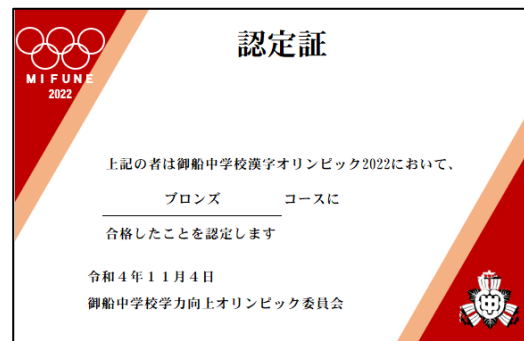 MIFUNE
2022
認定証
上記の者は御船中学校漢字オリンピック2022において、
ブロンズ　　　　コースに
合格したことを認定します
令和４年１１月４日
御船中学校学力向上オリンピック委員会